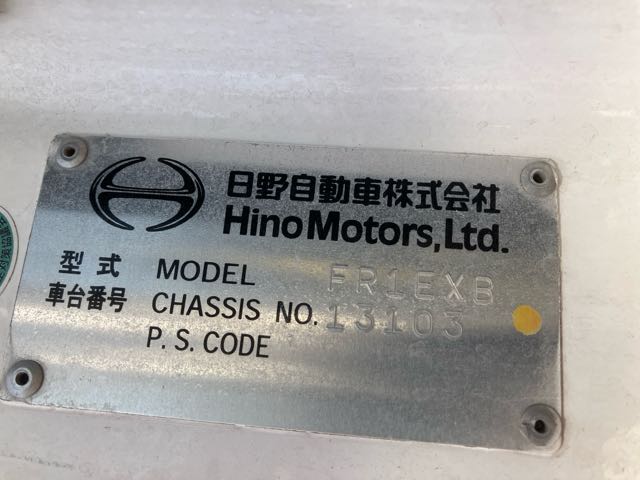 日野自動車株式会社
Hino Motors, Ltd.
型式 MODEL FR1EXB
車台番号 CHASSIS NO. 13103
P. S. CODE